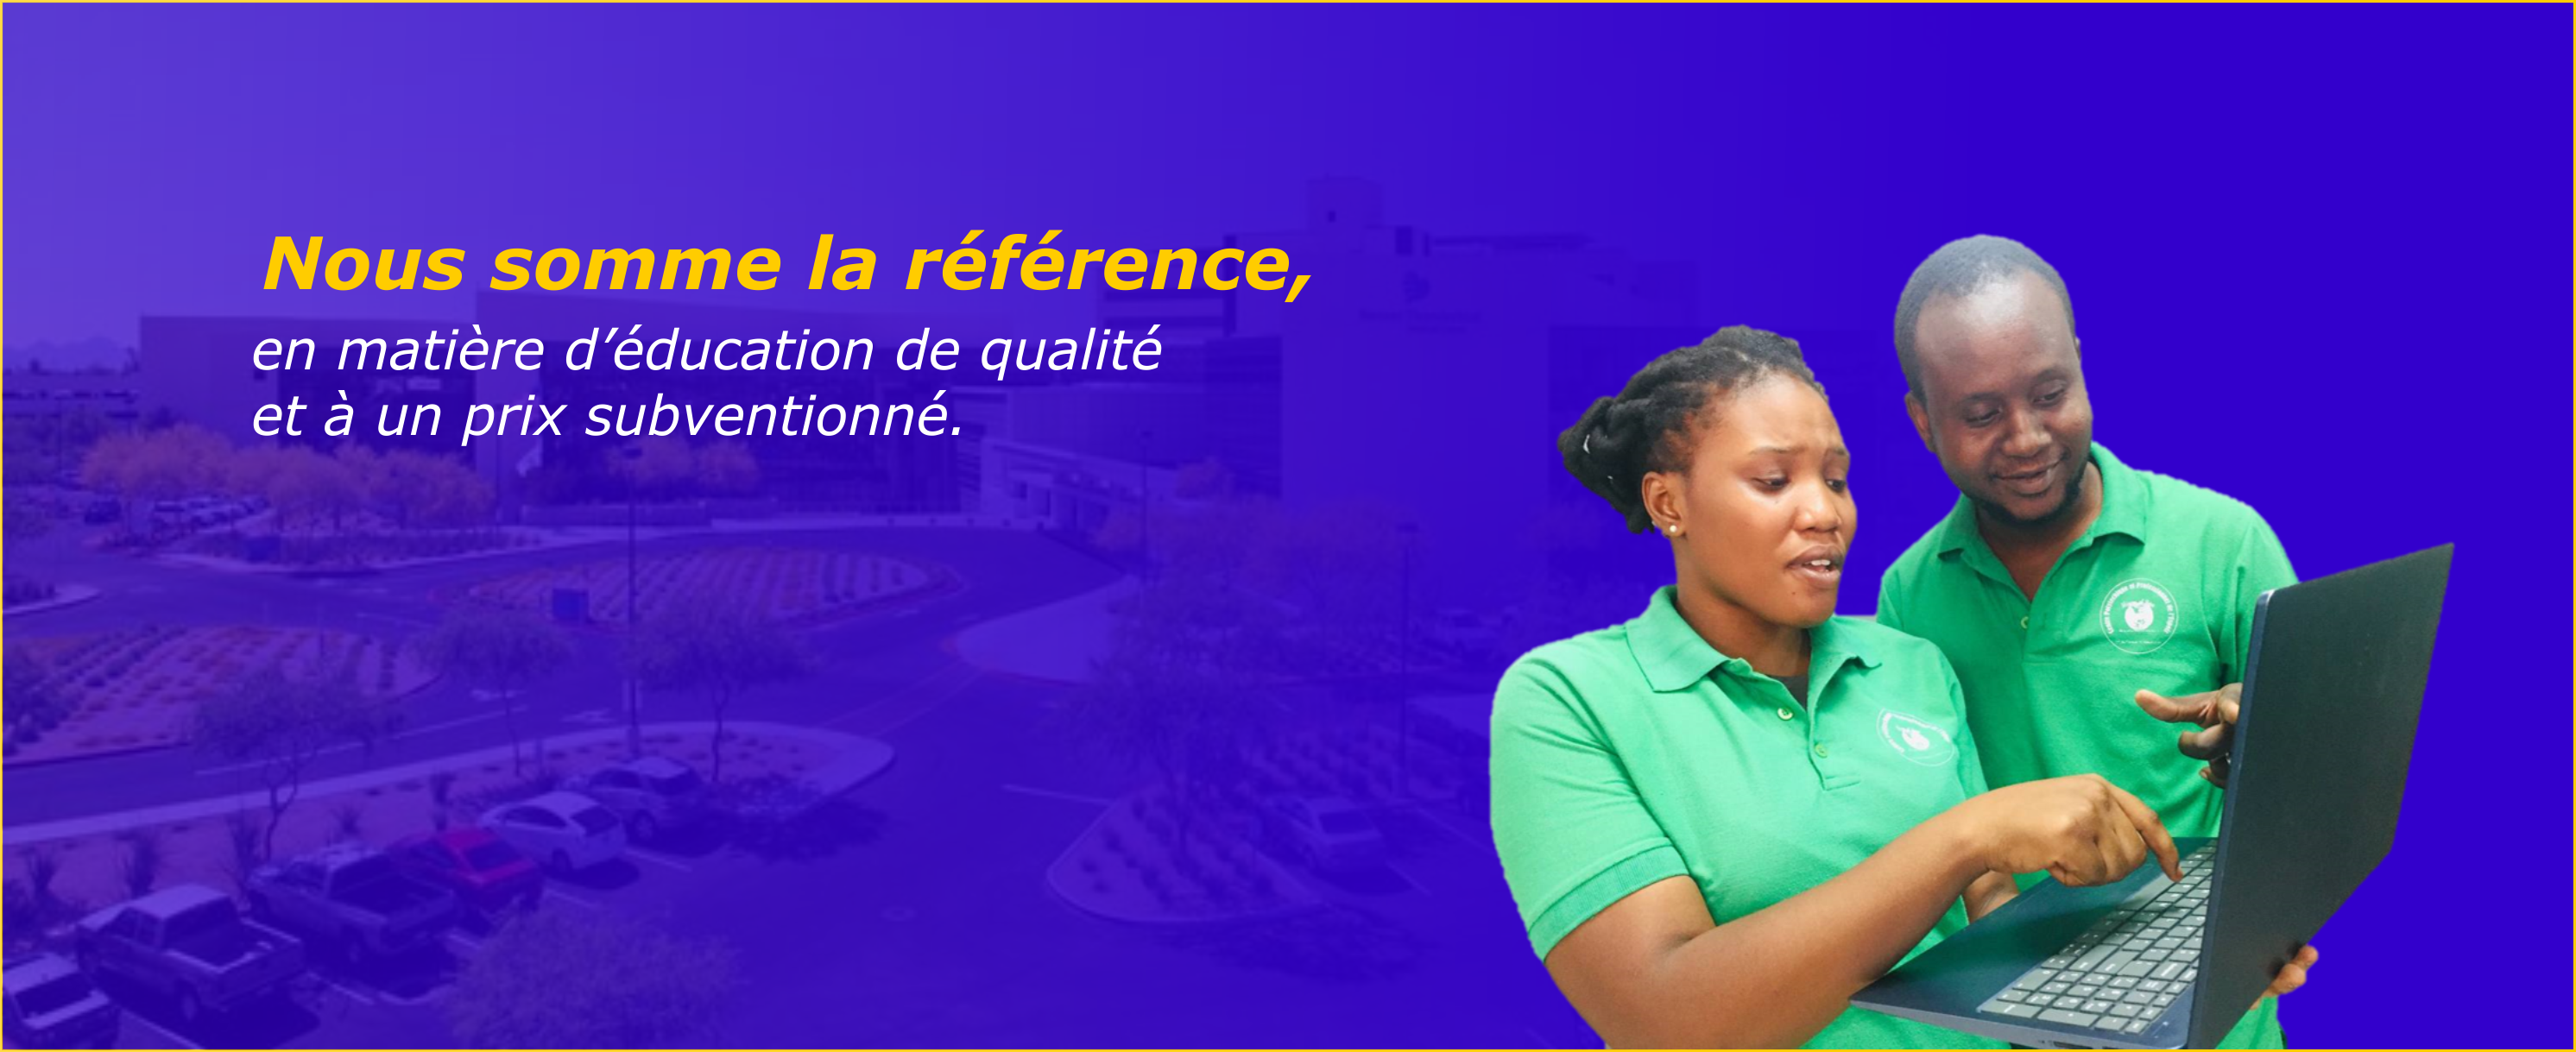 Nous somme la référence,
en matière d’éducation de qualité
et à un prix subventionné.